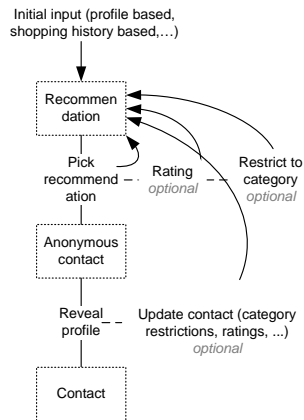 Initial input (profile based,
shopping history based,…)
Recommen
dation
Pick
recommend
ation
Rating
optional
Restrict to
category
optional
Anonymous
contact
Reveal
profile
Update contact (category
restrictions, ratings, ...)
optional
Contact